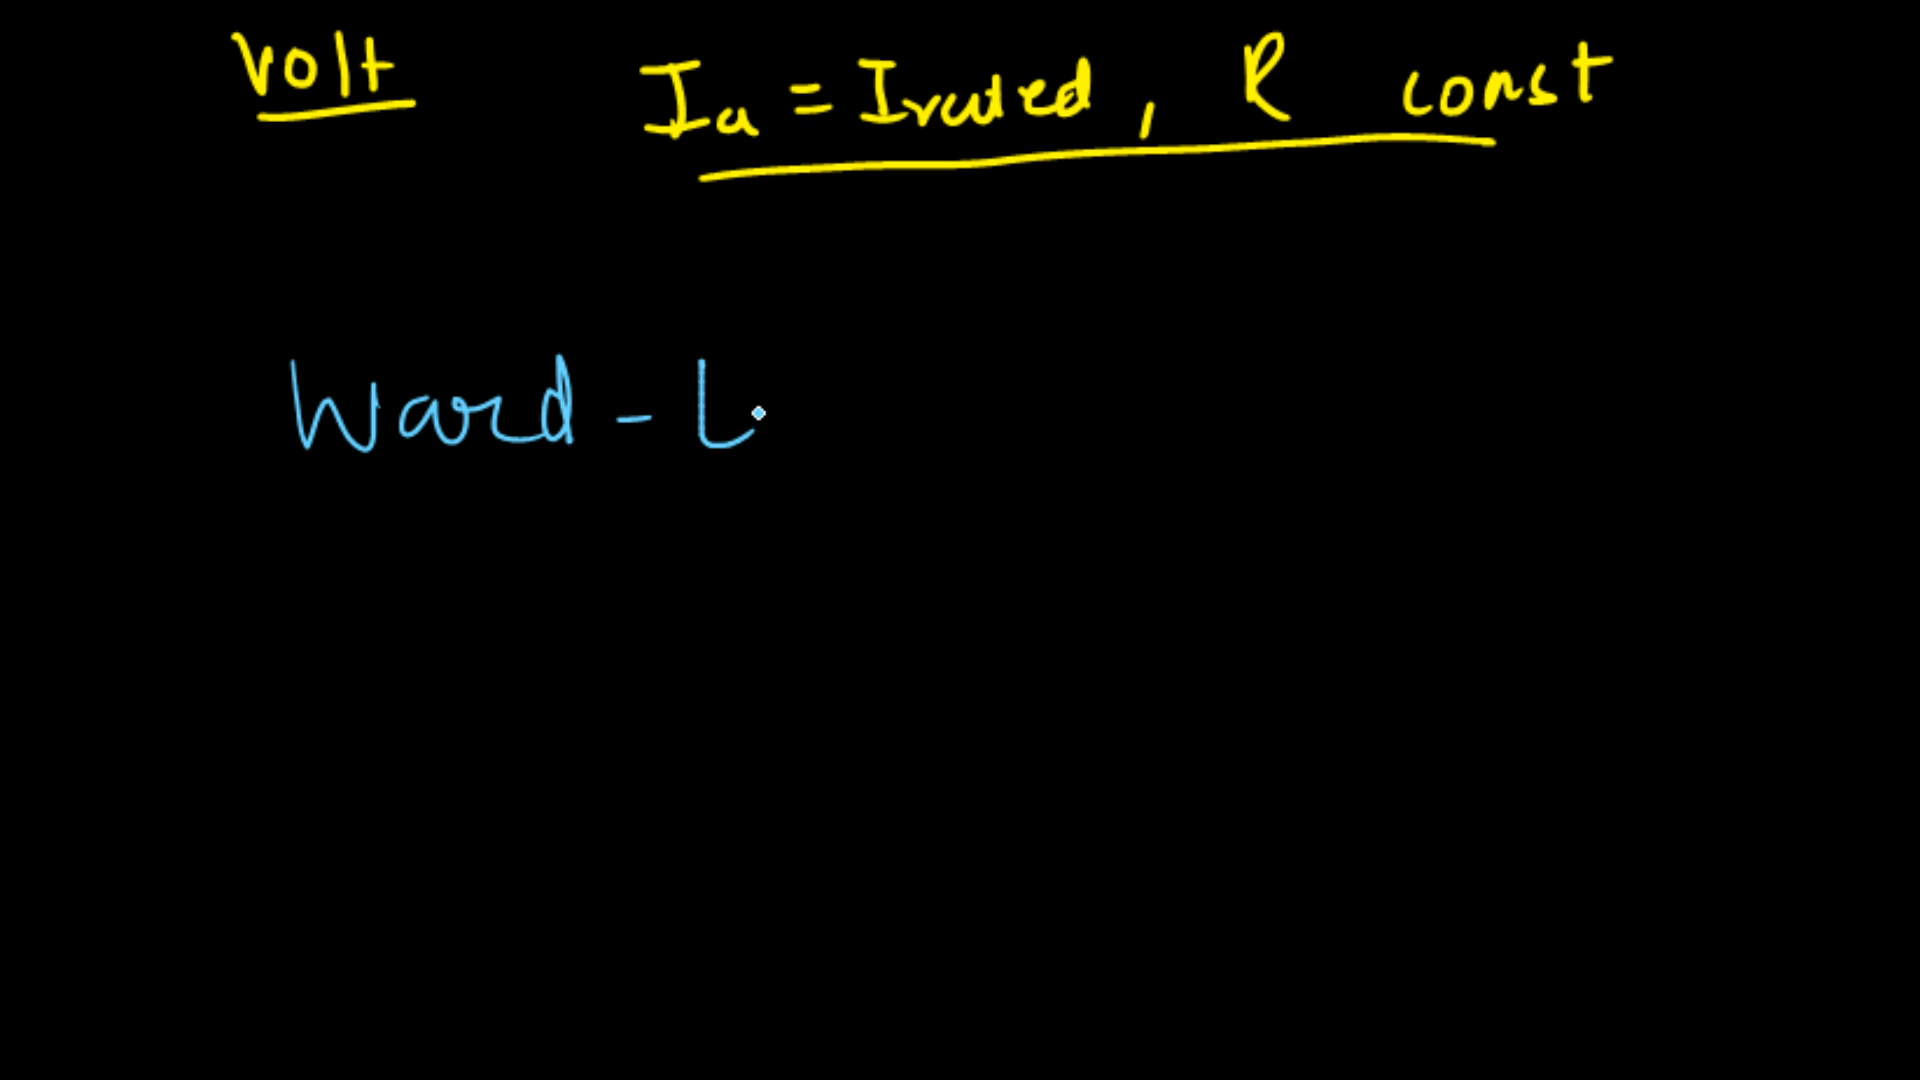 Volt Ia = Irated, R const
Ward - L